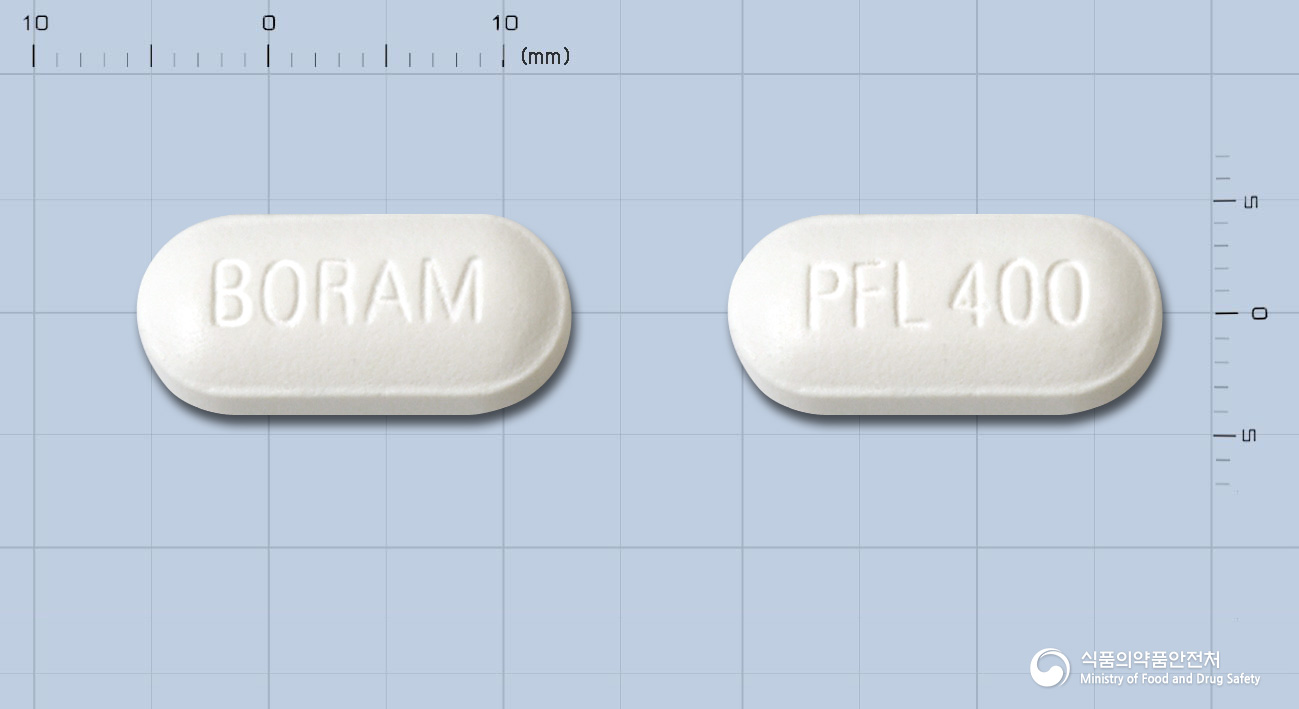 10 0 10
(mm)
BORAM
PFL 400
5
0
5
식품의약품안전처
Ministry of Food and Drug Safety